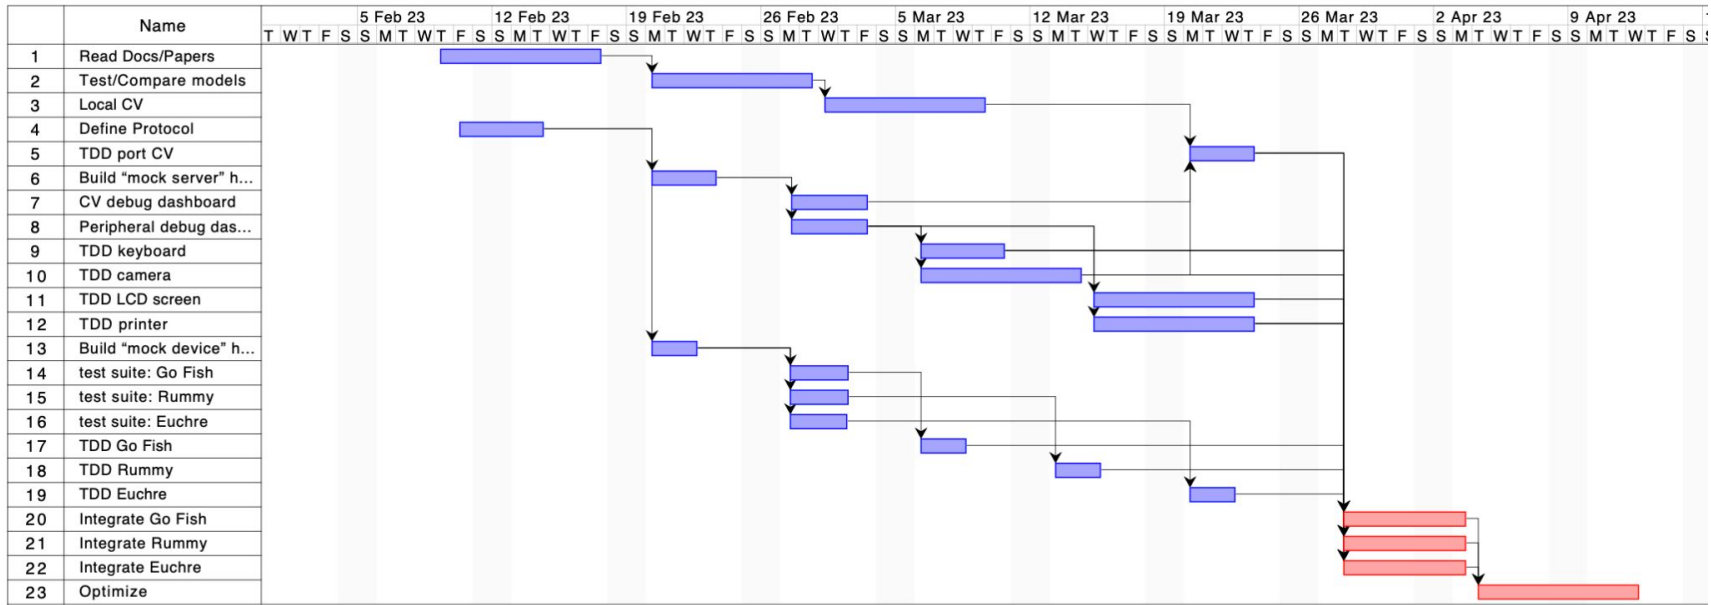 Name
5 Feb 23 12 Feb 23 19 Feb 23 26 Feb 23 5 Mar 23 12 Mar 23 19 Mar 23 26 Mar 23 2 Apr 23 9 Apr 23
T W T F S S M T W T F S S M T W T F S S M T W T F S S M T W T F S S M T W T F S S M T W T F S S M T W T F S S M T W T F S S M T W T F S S M T W T F S S
1 Read Docs/Papers
2 Test/Compare models
3 Local CV
4 Define Protocol
5 TDD port CV
6 Build “mock server” h...
7 CV debug dashboard
8 Peripheral debug das...
9 TDD keyboard
10 TDD camera
11 TDD LCD screen
12 TDD printer
13 Build “mock device” h...
14 test suite: Go Fish
15 test suite: Rummy
16 test suite: Euchre
17 TDD Go Fish
18 TDD Rummy
19 TDD Euchre
20 Integrate Go Fish
21 Integrate Rummy
22 Integrate Euchre
23 Optimize